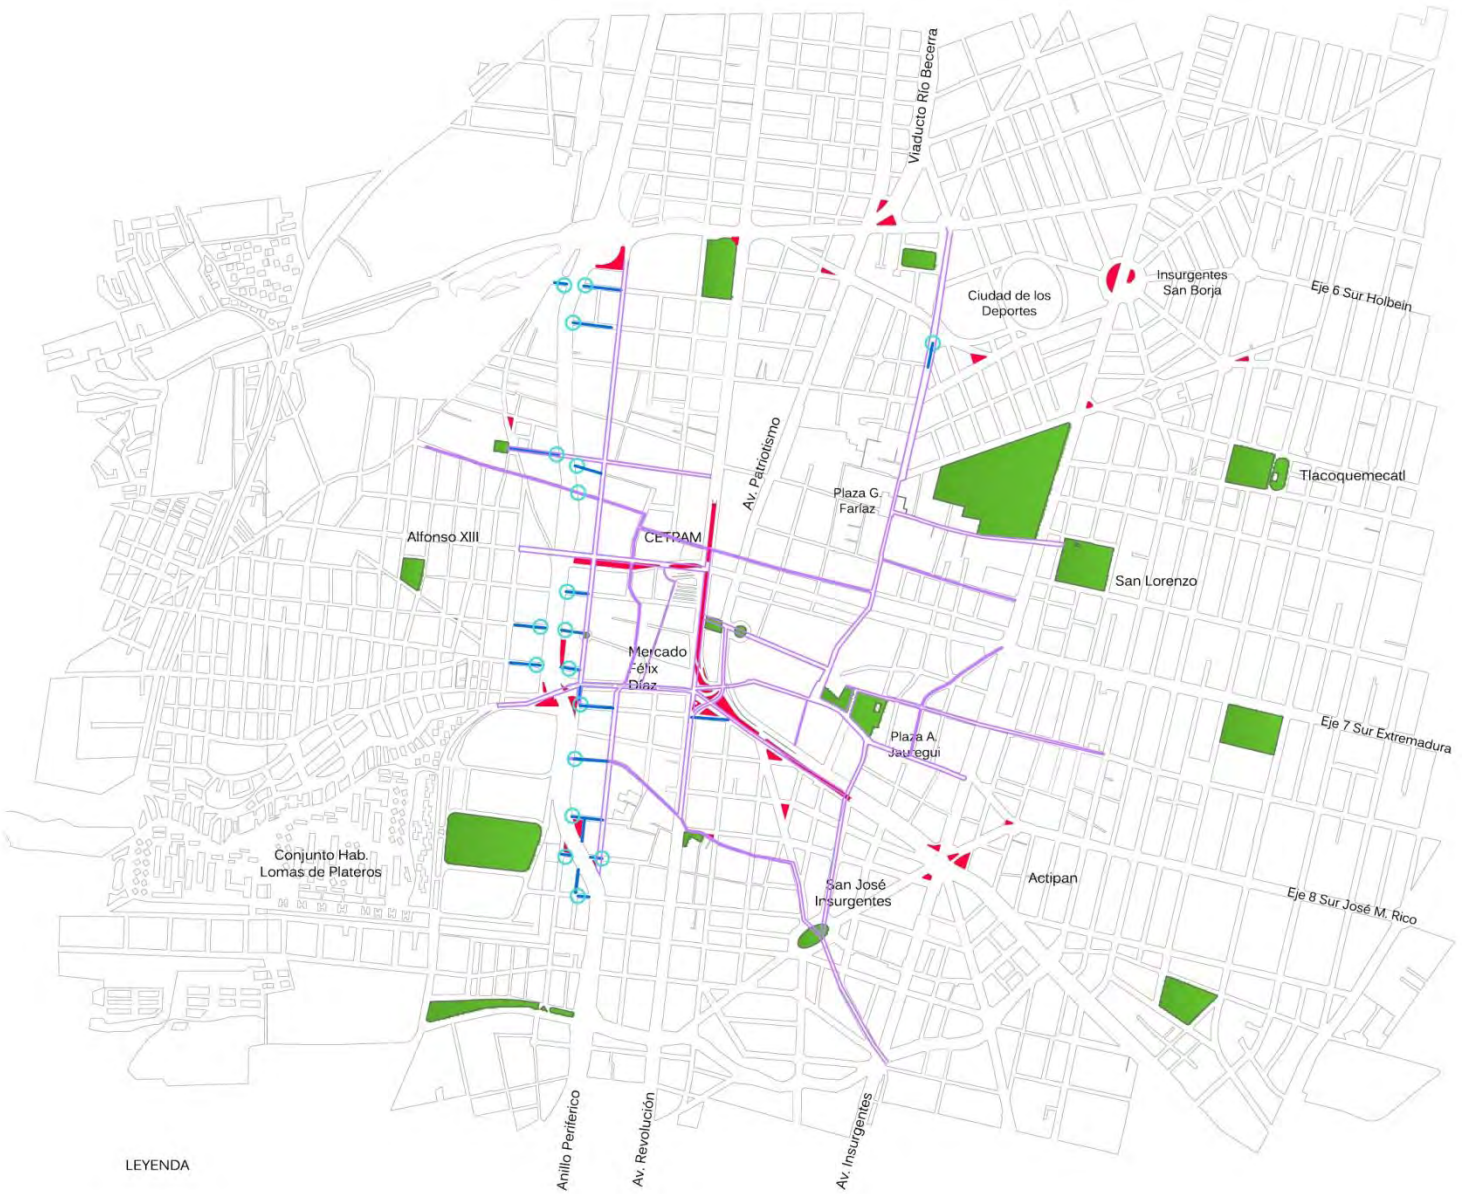 Viaducto Río Becerra
Insurgentes
San Borja
Eje 6 Sur Holbein
Ciudad de los
Deportes
Av. Patriotismo
Tlacoquemecatl
Plaza G.
Fariaz
Alfonso XIII
CETRAM
San Lorenzo
Mercado
Félix
Díaz
Eje 7 Sur Extremadura
Plaza A.
Jauregui
Conjunto Hab.
Lomas de Plateros
San José
Insurgentes
Actipan
Eje 8 Sur José M. Rico
Anillo Periferico
Av. Revolución
Av. Insurgentes
LEYENDA